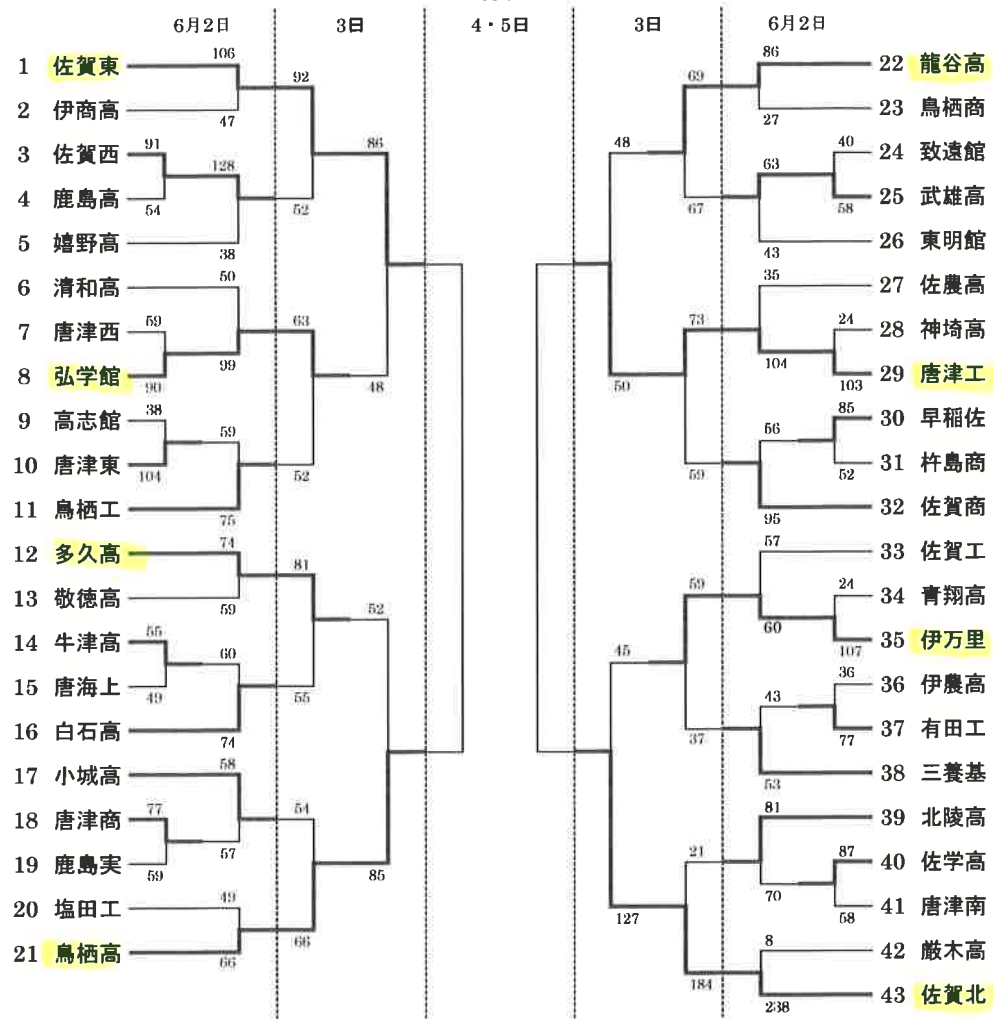 6月2日 3日 4・5日 3日 6月2日
1 佐賀東 106 92 69 86 22 龍谷高
2 伊商高 47 27 23 鳥栖商
86 48
3 佐賀西 91 128 63 40 24 致遠館
4 鹿島高 54 52 67 58 25 武雄高
5 嬉野高 38 43 26 東明館
6 清和高 50 35 27 佐農高
7 唐津西 59 63 73 24 28 神埼高
8 弘学館 90 99 48 50 104 103 29 唐津工
9 高志館 38 59 56 85 30 早稲佐
10 唐津東 104 52 59 52 31 杵島商
11 鳥栖工 75 95 32 佐賀商
12 多久高 74 81 57 33 佐賀工
13 敬徳高 59 52 59 24 34 青翔高
14 牛津高 55 60 45 60 107 35 伊万里
15 唐海上 49 55 43 36 36 伊農高
16 白石高 74 37 77 37 有田工
17 小城高 58 53 38 三養基
18 唐津商 77 54 81 39 北陵高
19 鹿島実 59 57 85 21 87 40 佐学高
20 塩田工 49 127 70 58 41 唐津南
21 鳥栖高 66 66 8 42 厳木高
184 238 43 佐賀北